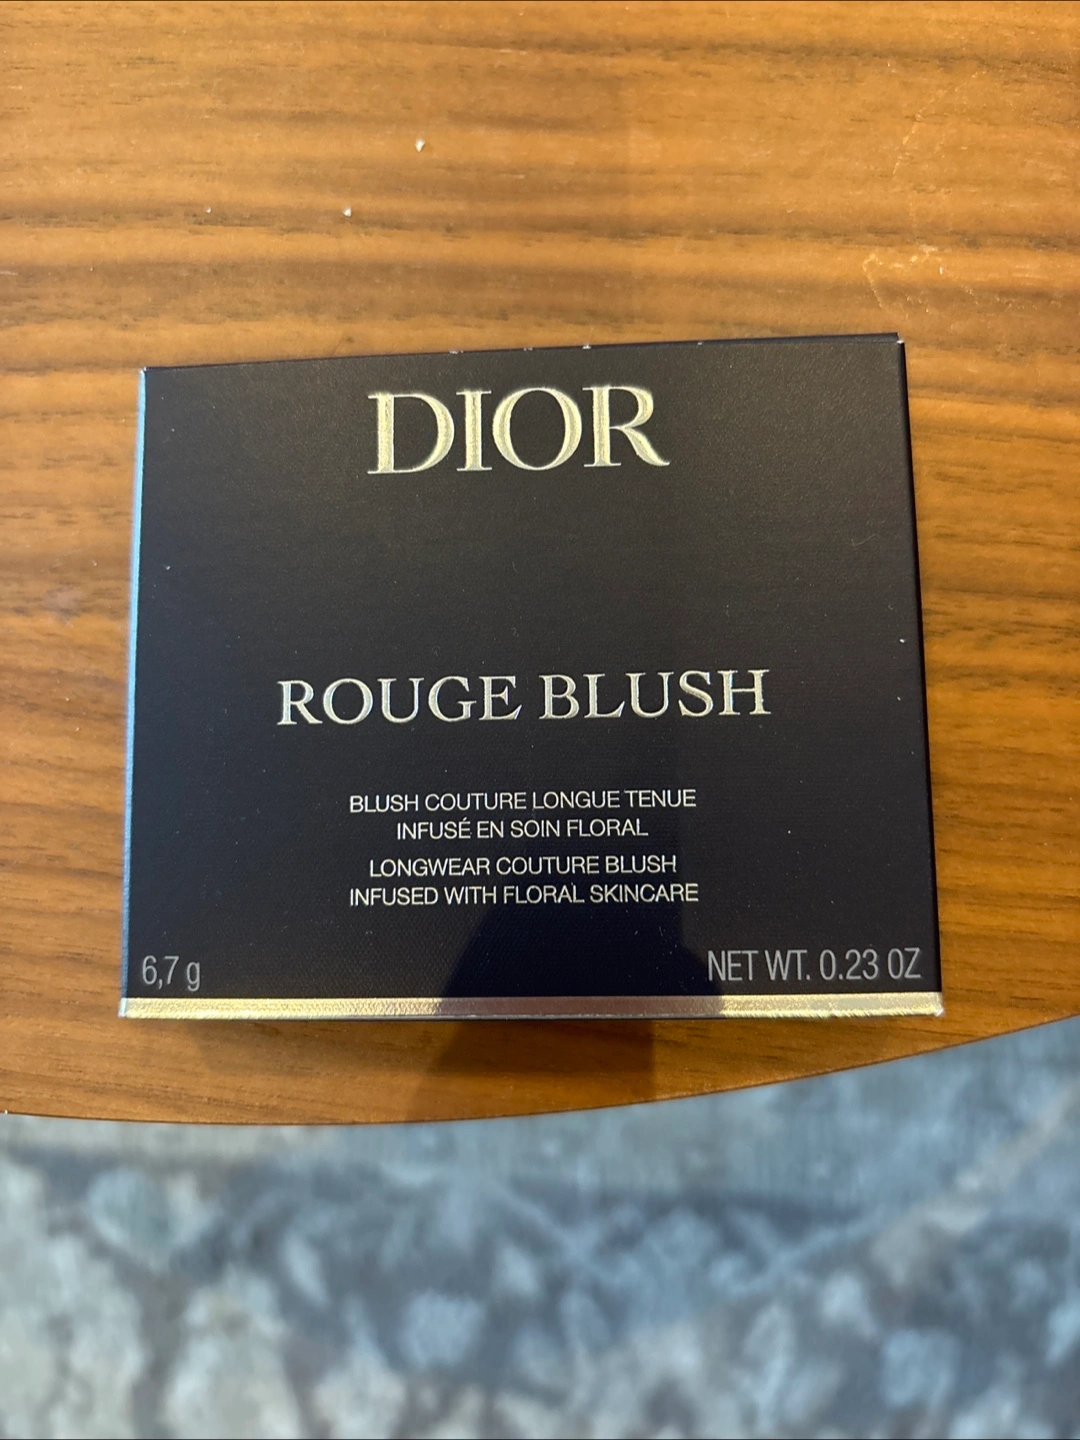 DIOR
ROUGE BLUSH
BLUSH COUTURE LONGUE TENUE
INFUSÉ EN SOIN FLORAL
LONGWEAR COUTURE BLUSH
INFUSED WITH FLORAL SKINCARE
6,7 g
NET WT. 0.23 OZ